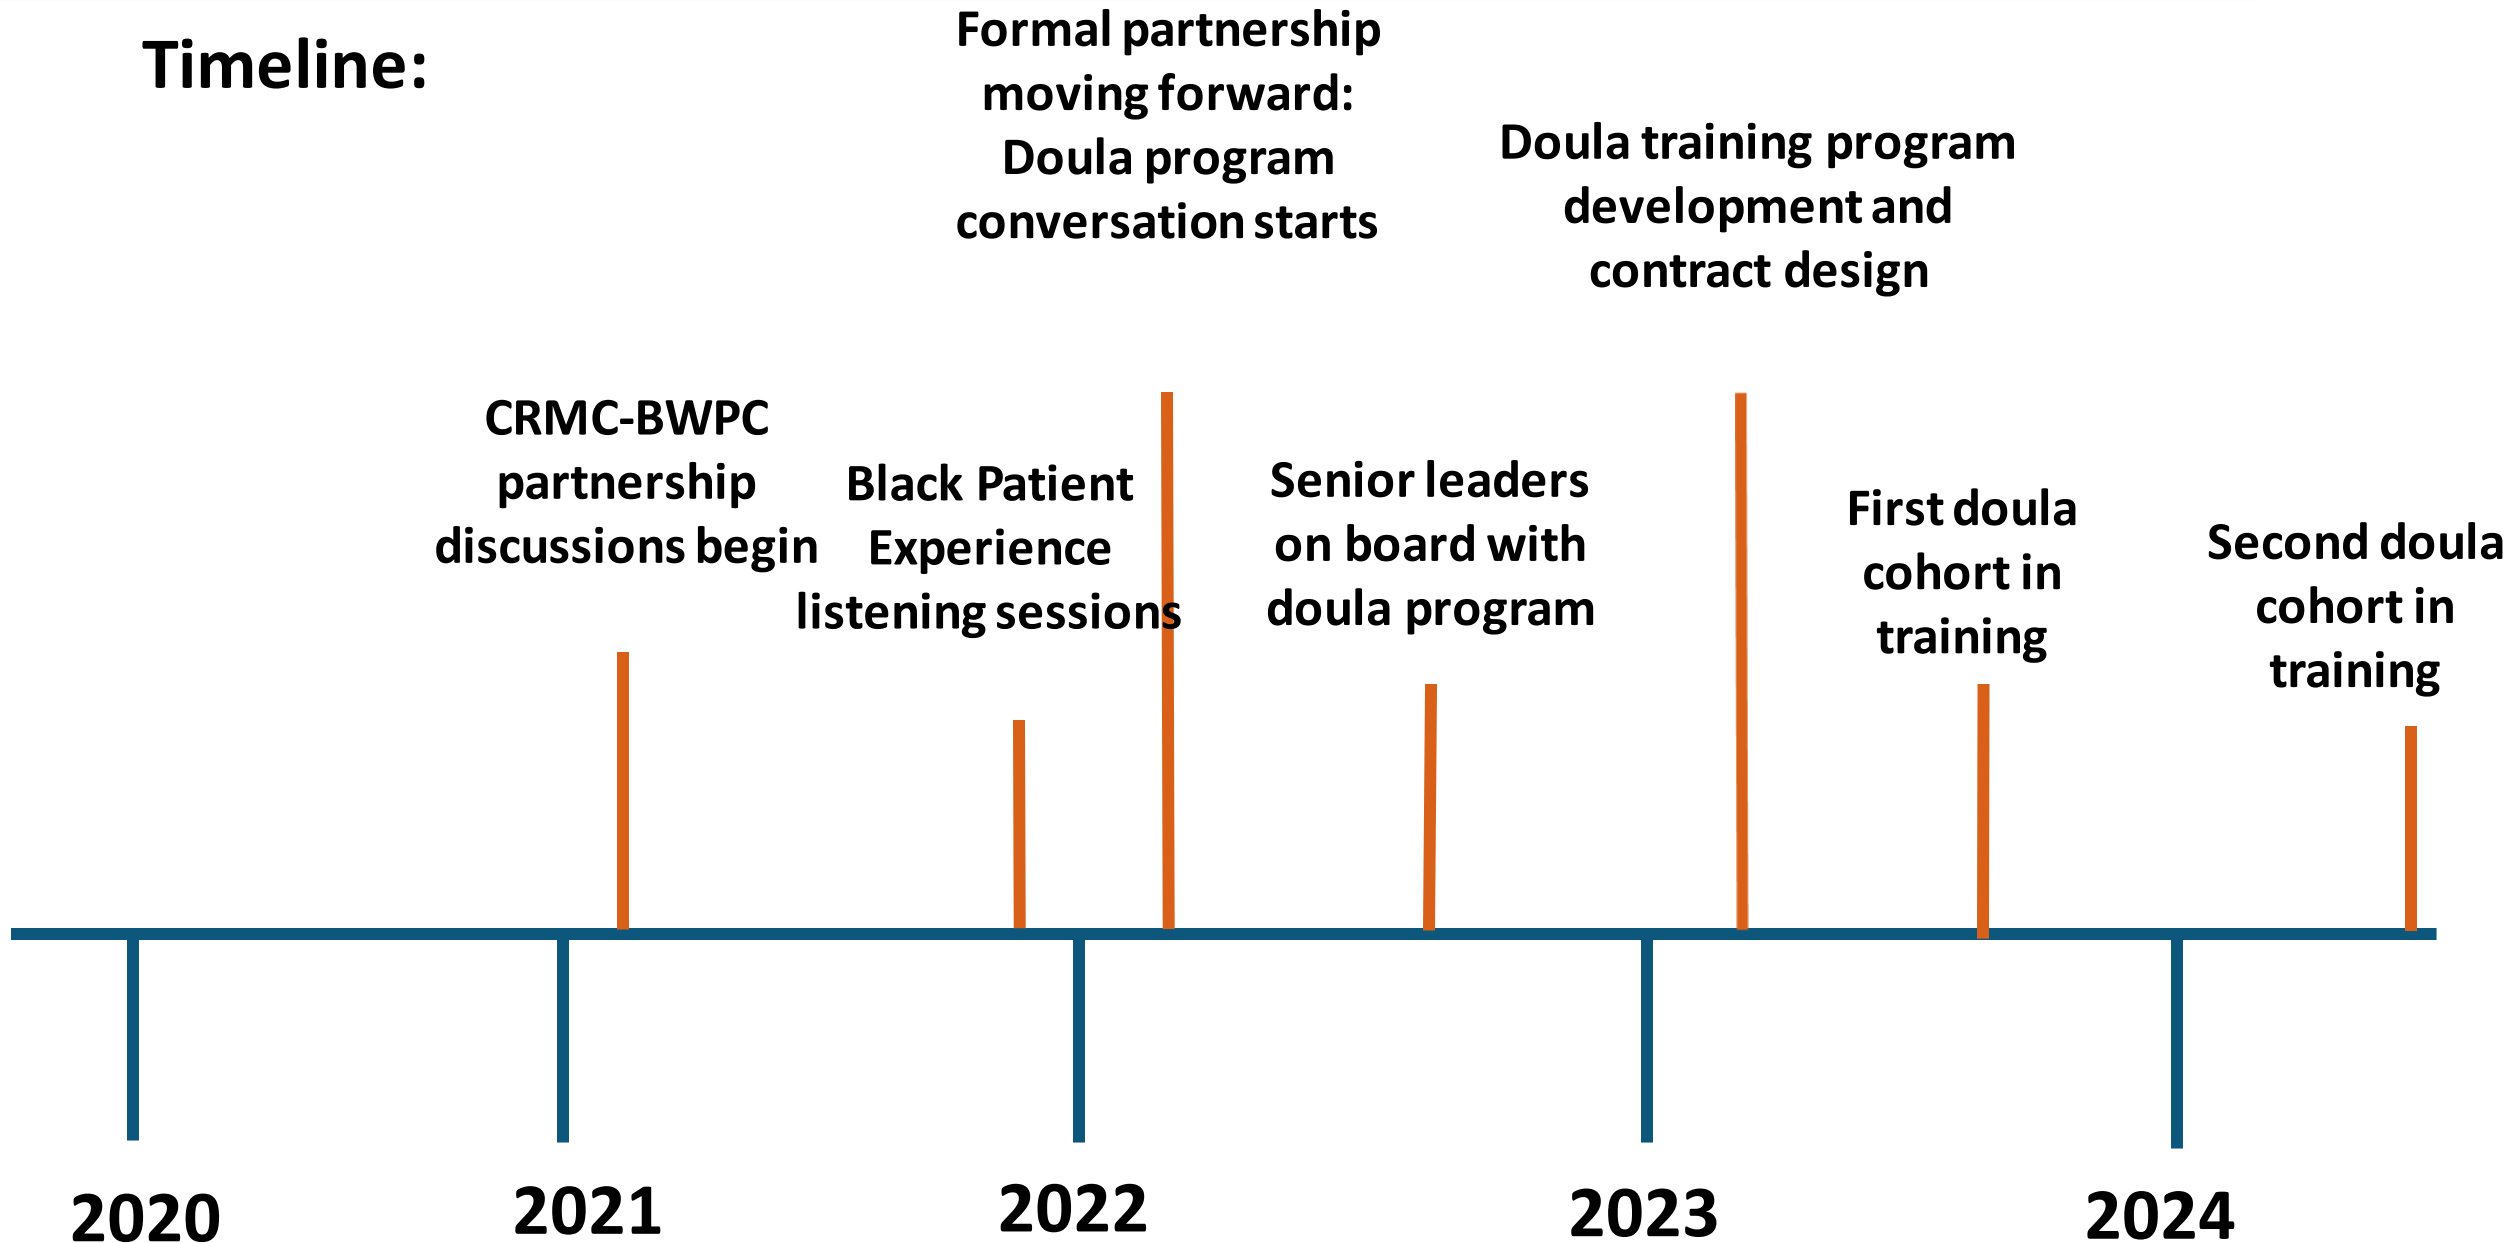 Timeline:
Formal partnership
moving forward:
Doula program
conversation starts
Doula training program
development and
contract design
CRMC-BWPC
partnership
discussions begin
Black Patient
Experience
listening sessions
Senior leaders
on board with
doula program
First doula
cohort in
training
Second doula
cohort in
training
2020
2021
2022
2023
2024